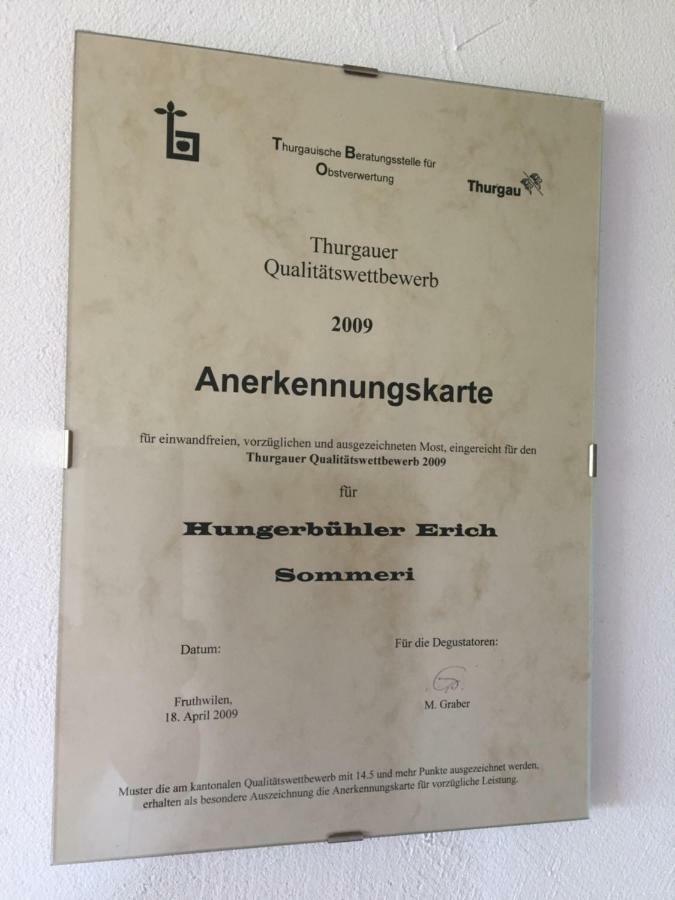 Thurgauische Beratungsstelle für
Obstverwertung
Thurgau
Thurgauer
Qualitätswettbewerb
2009
Anerkennungskarte
für einwandfreien, vorzüglichen und ausgezeichneten Most, eingereicht für den
Thurgauer Qualitätswettbewerb 2009
für
Hungerbühler Erich
Sommeri
Datum:
Für die Degustatoren:
Fruthwilen,
18. April 2009
M. Graber
Muster die am kantonalen Qualitätswettbewerb mit 14.5 und mehr Punkte ausgezeichnet werden,
erhalten als besondere Auszeichnung die Anerkennungskarte für vorzügliche Leistung.